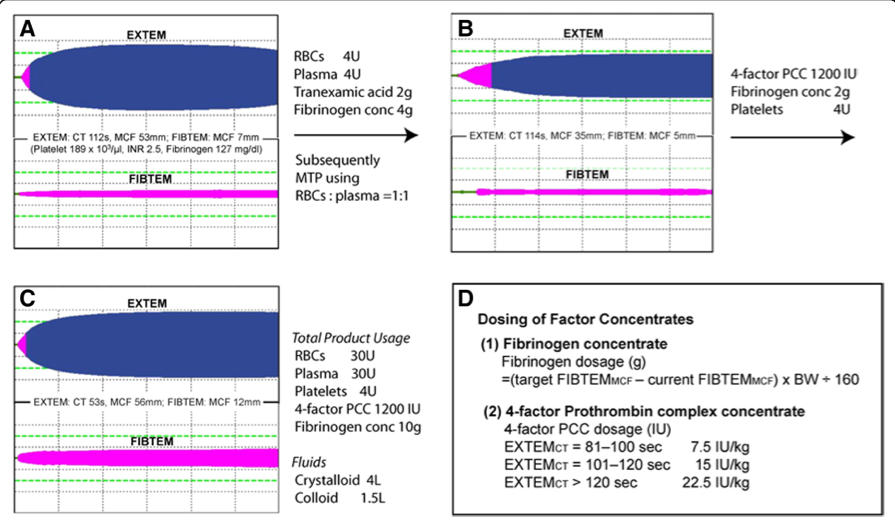 A
EXTEM
EXTEM: CT 112s, MCF 53mm; FIBTEM: MCF 7mm
(Platelet 189 x 10³/µl, INR 2.5, Fibrinogen 127 mg/dl)
FIBTEM
RBCs 4U
Plasma 4U
Tranexamic acid 2g
Fibrinogen conc 4g
Subsequently
MTP using
RBCs : plasma =1:1
B
EXTEM
EXTEM: CT 114s, MCF 35mm; FIBTEM: MCF 5mm
FIBTEM
4-factor PCC 1200 IU
Fibrinogen conc 2g
Platelets 4U
C
EXTEM
EXTEM: CT 53s, MCF 56mm; FIBTEM: MCF 12mm
FIBTEM
Total Product Usage
RBCs 30U
Plasma 30U
Platelets 4U
4-factor PCC 1200 IU
Fibrinogen conc 10g
Fluids
Crystalloid 4L
Colloid 1.5L
D
Dosing of Factor Concentrates
(1) Fibrinogen concentrate
Fibrinogen dosage (g)
=(target FIBTEMMCF – current FIBTEMMCF) x BW ÷ 160
(2) 4-factor Prothrombin complex concentrate
4-factor PCC dosage (IU)
EXTEMCT = 81–100 sec 7.5 IU/kg
EXTEMCT = 101–120 sec 15 IU/kg
EXTEMCT > 120 sec 22.5 IU/kg